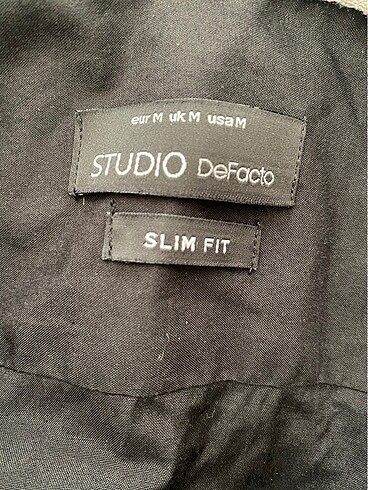 eur M uk M usa M
STUDIO DeFacto
SLIM FIT